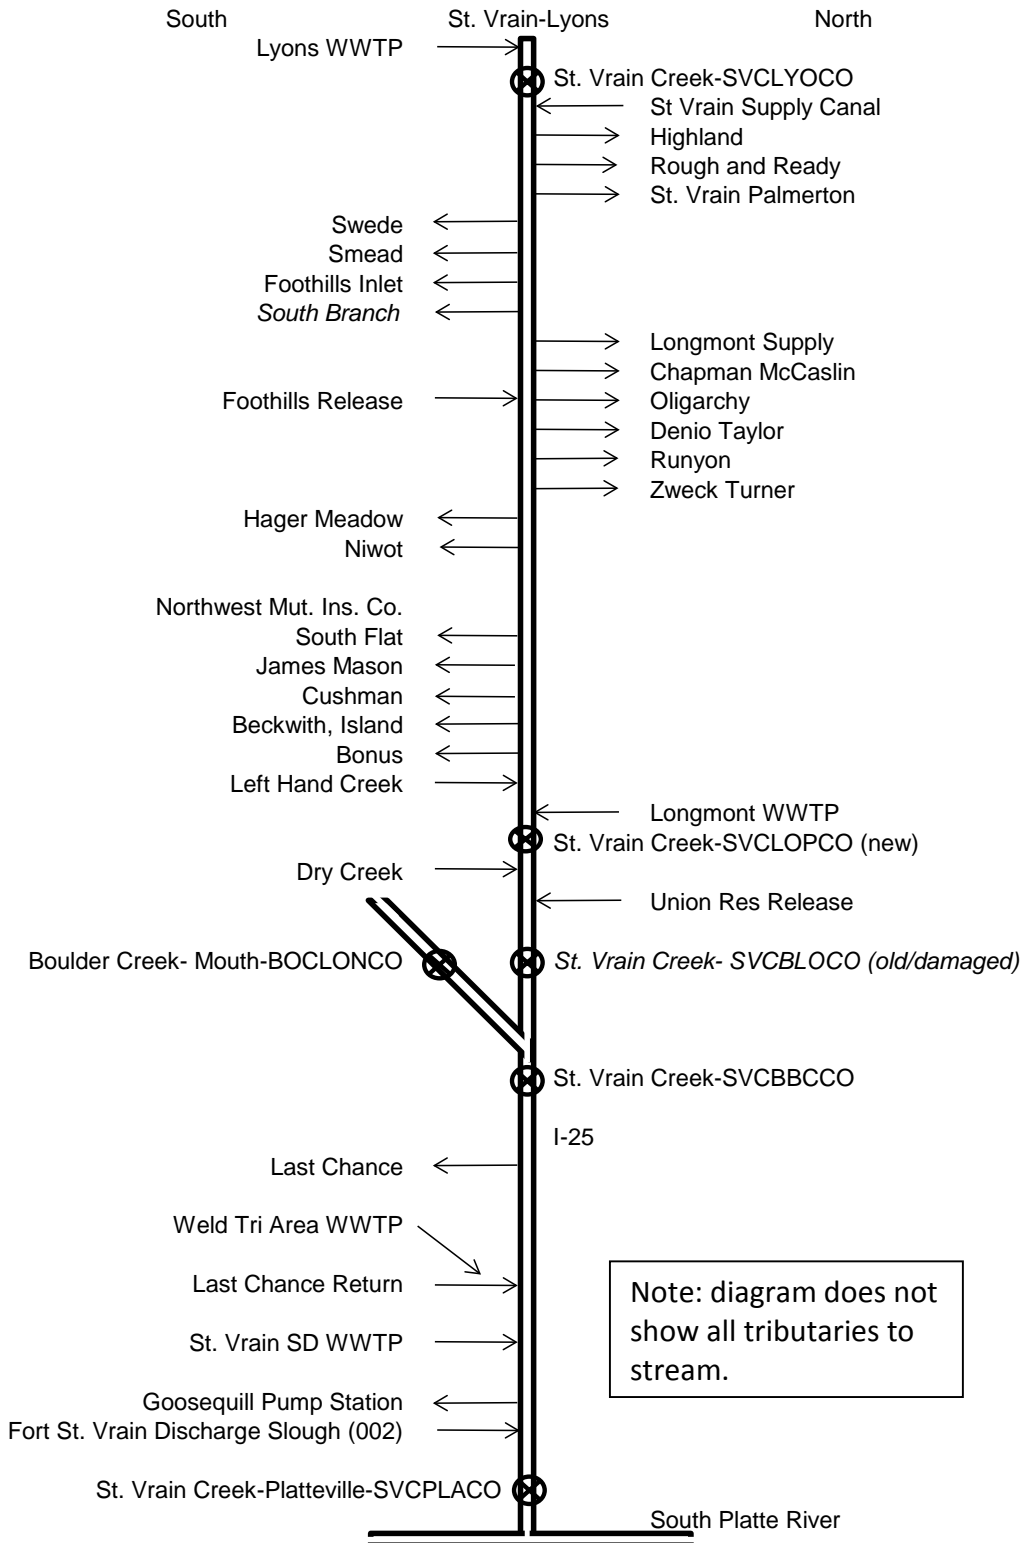 South St. Vrain-Lyons North
Lyons WWTP
St. Vrain Creek-SVCLYOCO
St Vrain Supply Canal
Highland
Rough and Ready
St. Vrain Palmerton
Swede
Smead
Foothills Inlet
South Branch
Longmont Supply
Chapman McCaslin
Foothills Release
Oligarchy
Denio Taylor
Runyon
Zweck Turner
Hager Meadow
Niwot
Northwest Mut. Ins. Co.
South Flat
James Mason
Cushman
Beckwith, Island
Bonus
Left Hand Creek
Longmont WWTP
St. Vrain Creek-SVCLOPCO (new)
Dry Creek
Union Res Release
Boulder Creek- Mouth-BOCLONCO
St. Vrain Creek- SVCBLOCO (old/damaged)
St. Vrain Creek-SVCBBCCO
I-25
Last Chance
Weld Tri Area WWTP
Last Chance Return
St. Vrain SD WWTP
Note: diagram does not
show all tributaries to
stream.
Goosequill Pump Station
Fort St. Vrain Discharge Slough (002)
St. Vrain Creek-Platteville-SVCPLACO
South Platte River